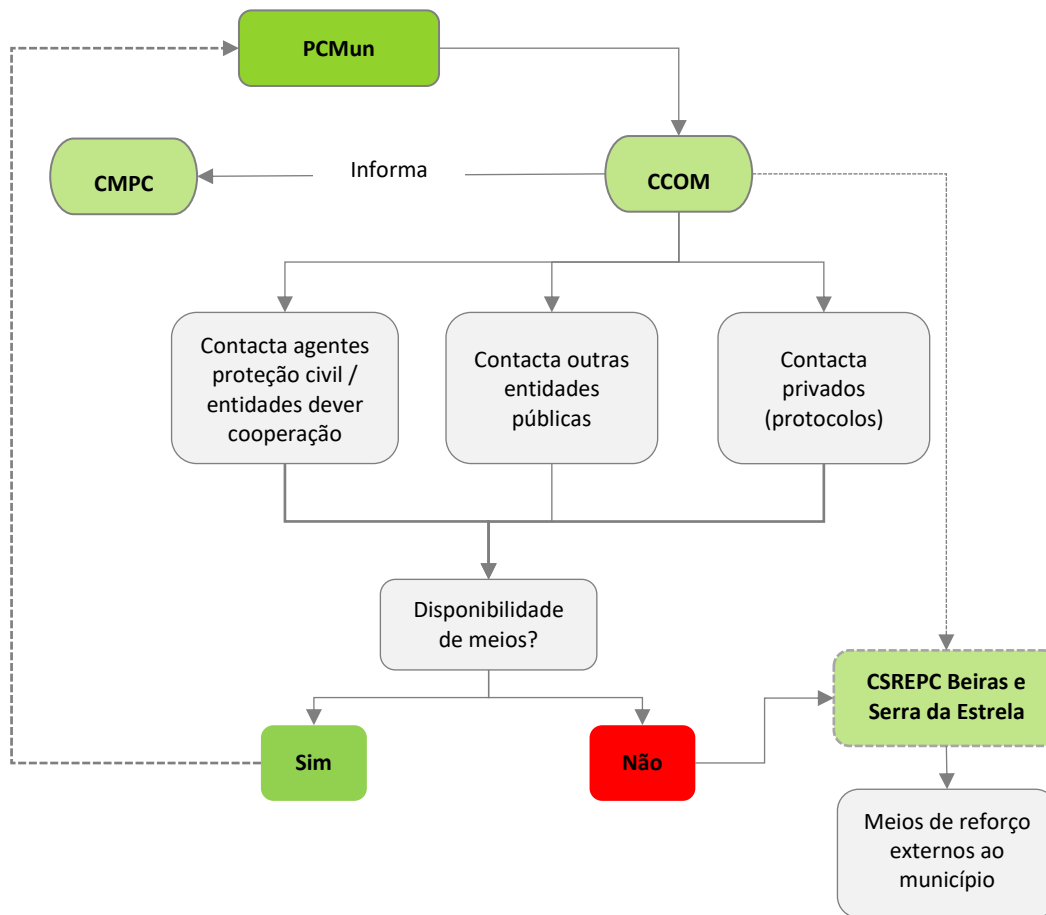 PCMun
CMPC
Informa
CCOM
Contacta agentes
proteção civil /
entidades dever
cooperação
Contacta outras
entidades
públicas
Contacta
privados
(protocolos)
Disponibilidade
de meios?
CSREPC Beiras e
Serra da Estrela
Sim
Não
Meios de reforço
externos ao
município